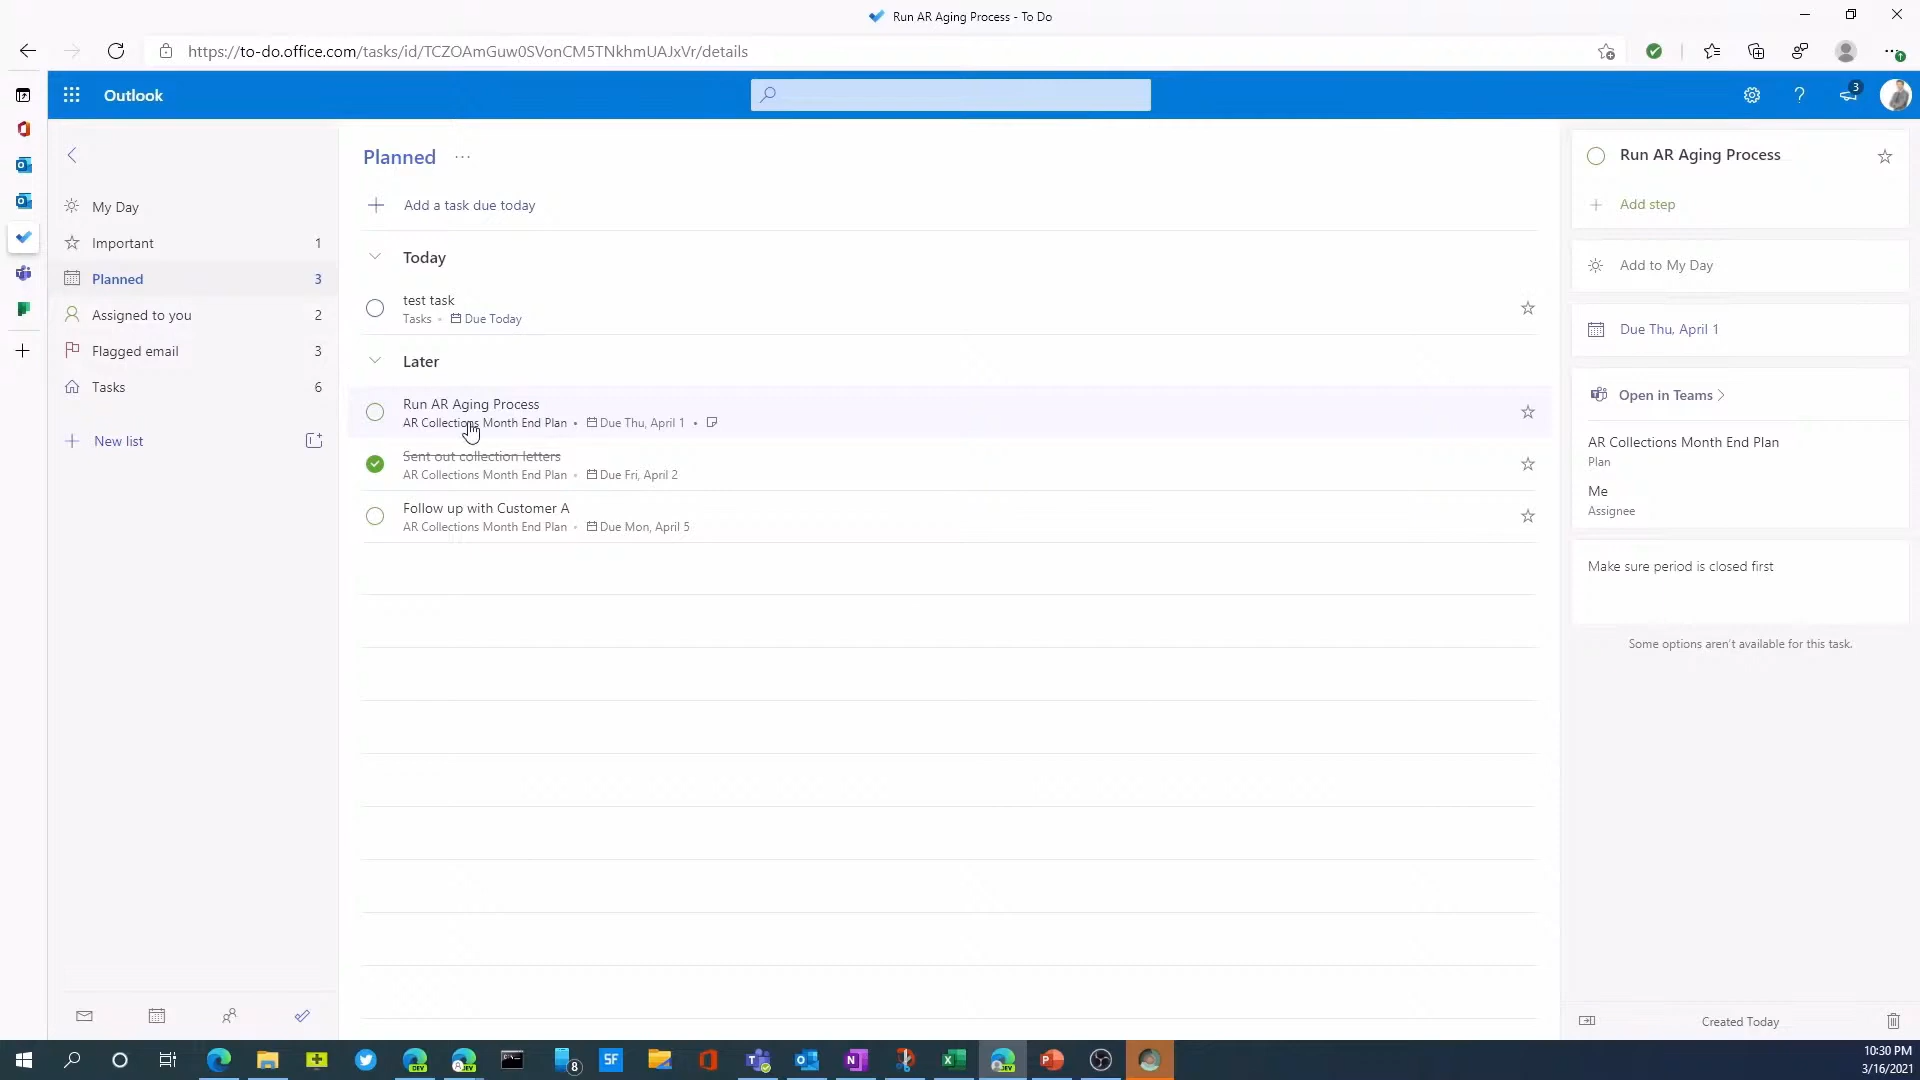 Run AR Aging Process - To Do
https://to-do.office.com/tasks/id/TCZOAmGuw0SVonCM5TNkhmUAJxVr/details
Outlook
3
Planned
Add a task due today
My Day
Important 1
Planned 3
Assigned to you 2
Flagged email 3
Tasks 6
New list
Today
test task
Tasks • Due Today
Later
Run AR Aging Process
AR Collections Month End Plan • Due Thu, April 1 •
Sent out collection letters
AR Collections Month End Plan • Due Fri, April 2
Follow up with Customer A
AR Collections Month End Plan • Due Mon, April 5
Run AR Aging Process
Add step
Add to My Day
Due Thu, April 1
Open in Teams
AR Collections Month End Plan
Plan
Me
Assignee
Make sure period is closed first
Some options aren't available for this task.
Created Today
DEV
DEV
8
SF
DEV
10:30 PM
3/16/2021